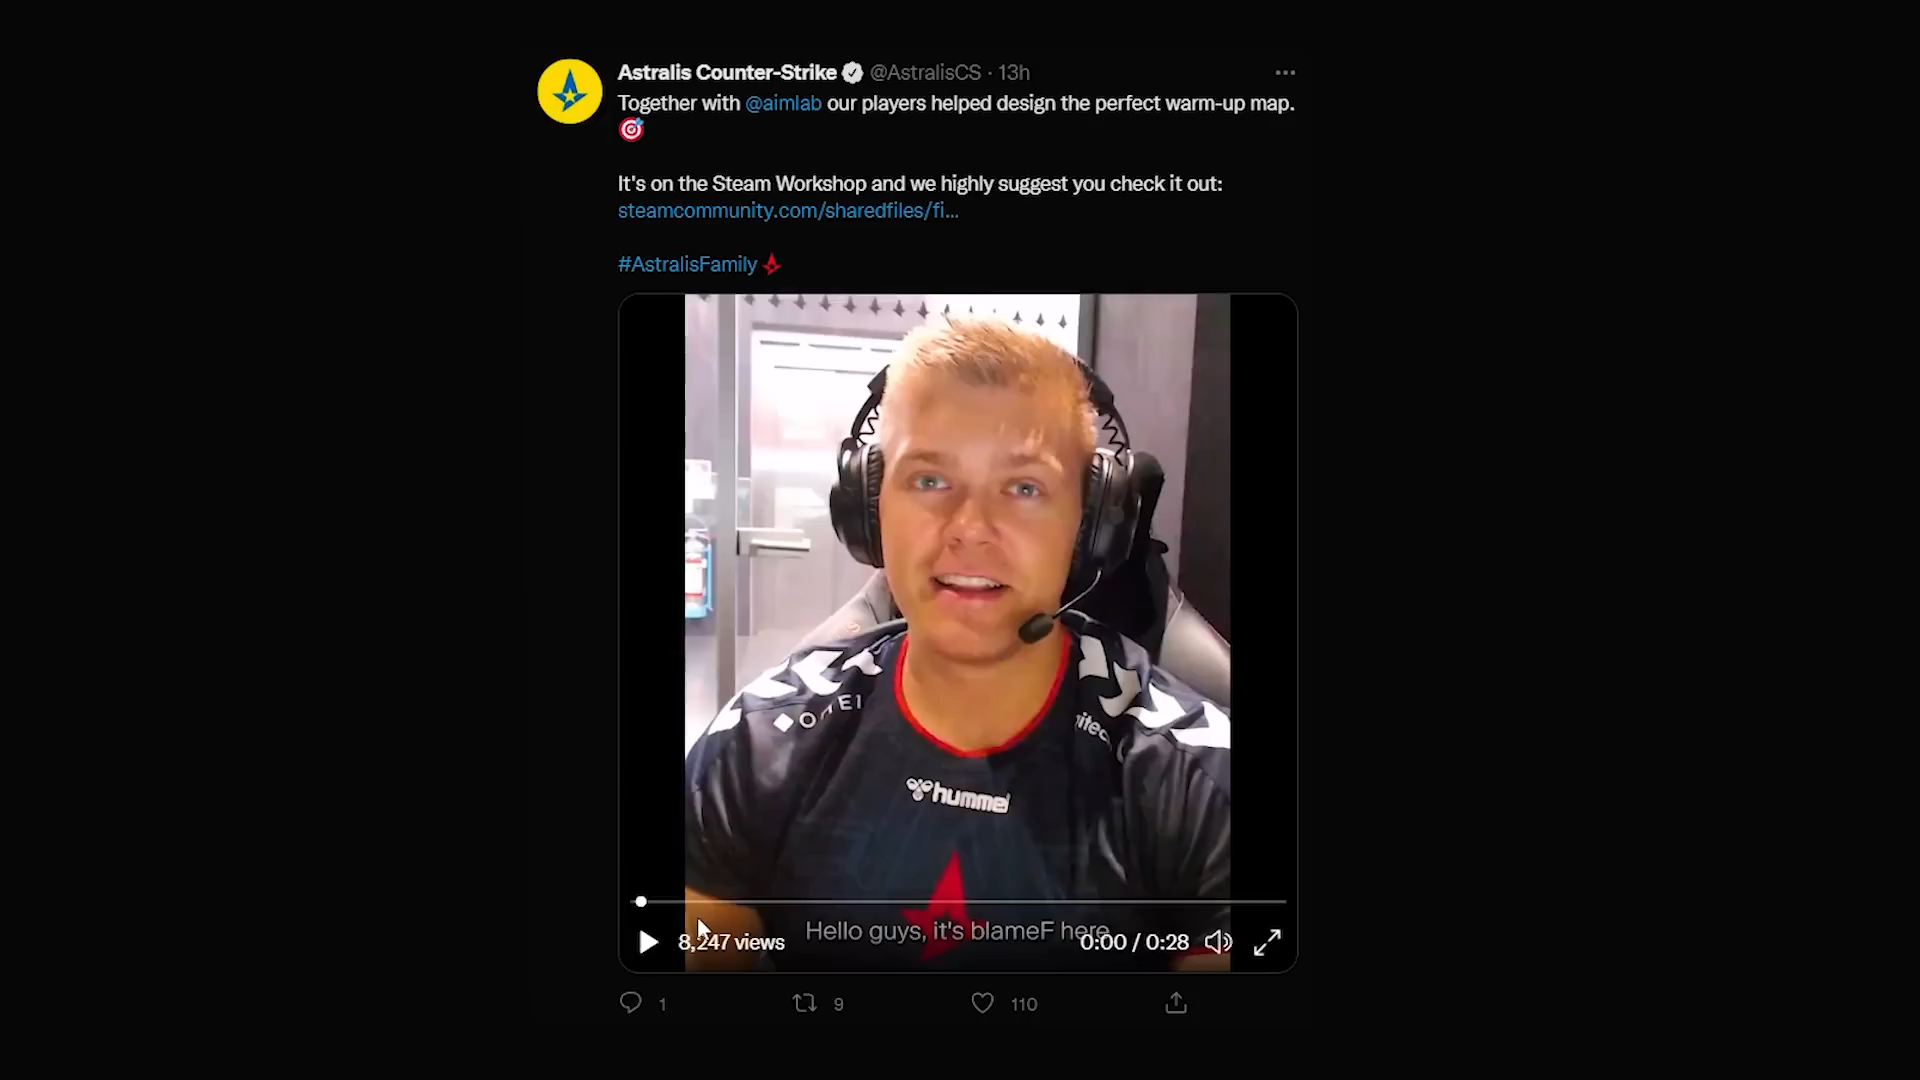 Astralis Counter-Strike @AstralisCS · 13h
Together with @aimlab our players helped design the perfect warm-up map.
It's on the Steam Workshop and we highly suggest you check it out:
steamcommunity.com/sharedfiles/fi...
#AstralisFamily
hummel
Hello guys, it's blameF here
8,247 views
0:00 / 0:28
1
9
110